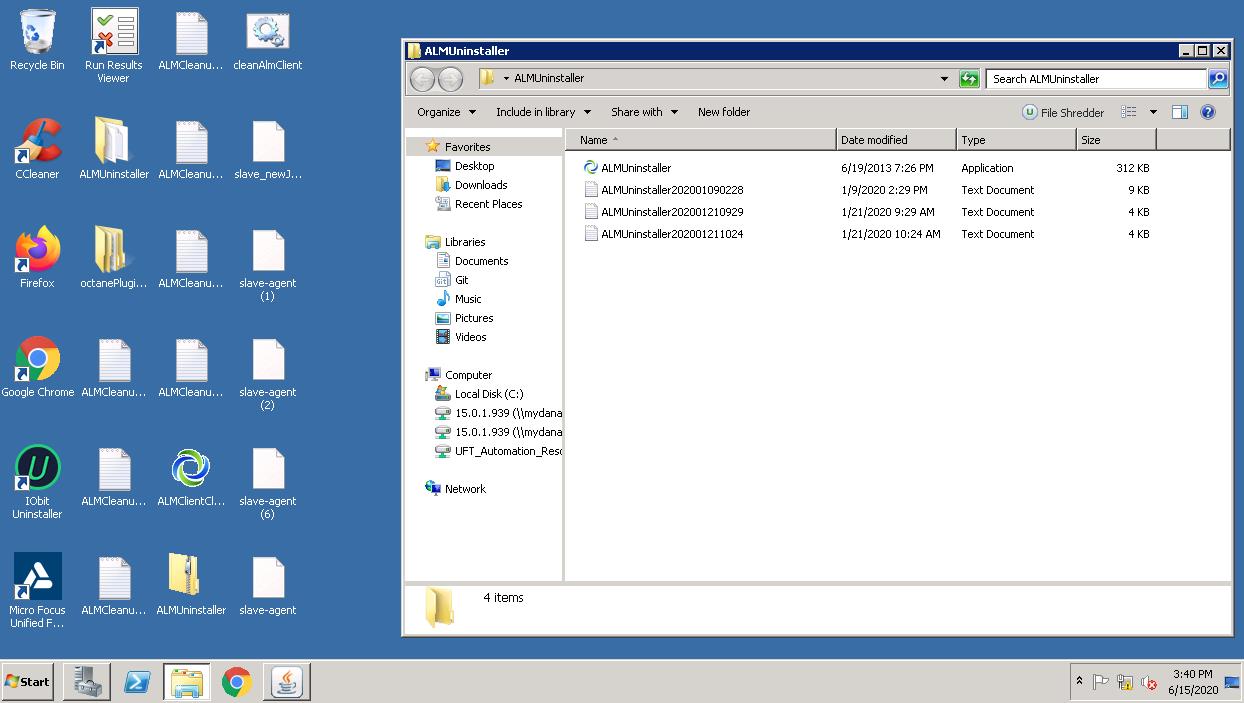 Recycle Bin
Run Results
Viewer
ALMCleanu...
cleanAlmClient
CCleaner
ALMUninstaller
ALMCleanu...
slave_newJ...
Firefox
octanePlugi...
ALMCleanu...
slave-agent
(1)
Google Chrome
ALMCleanu...
ALMCleanu...
slave-agent
(2)
IObit
Uninstaller
ALMCleanu...
ALMClientCl...
slave-agent
(6)
Micro Focus
Unified F...
ALMCleanu...
ALMUninstaller
slave-agent
ALMUninstaller
ALMUninstaller
Search ALMUninstaller
Organize
Include in library
Share with
New folder
File Shredder
Favorites
Desktop
Downloads
Recent Places
Libraries
Documents
Git
Music
Pictures
Videos
Computer
Local Disk (C:)
15.0.1.939 (\\mydana
15.0.1.939 (\\mydana
UFT_Automation_Reso
Network
Name Date modified Type Size
ALMUninstaller 6/19/2013 7:26 PM Application 312 KB
ALMUninstaller202001090228 1/9/2020 2:29 PM Text Document 9 KB
ALMUninstaller202001210929 1/21/2020 9:29 AM Text Document 4 KB
ALMUninstaller202001211024 1/21/2020 10:24 AM Text Document 4 KB
4 items
Start
3:40 PM
6/15/2020